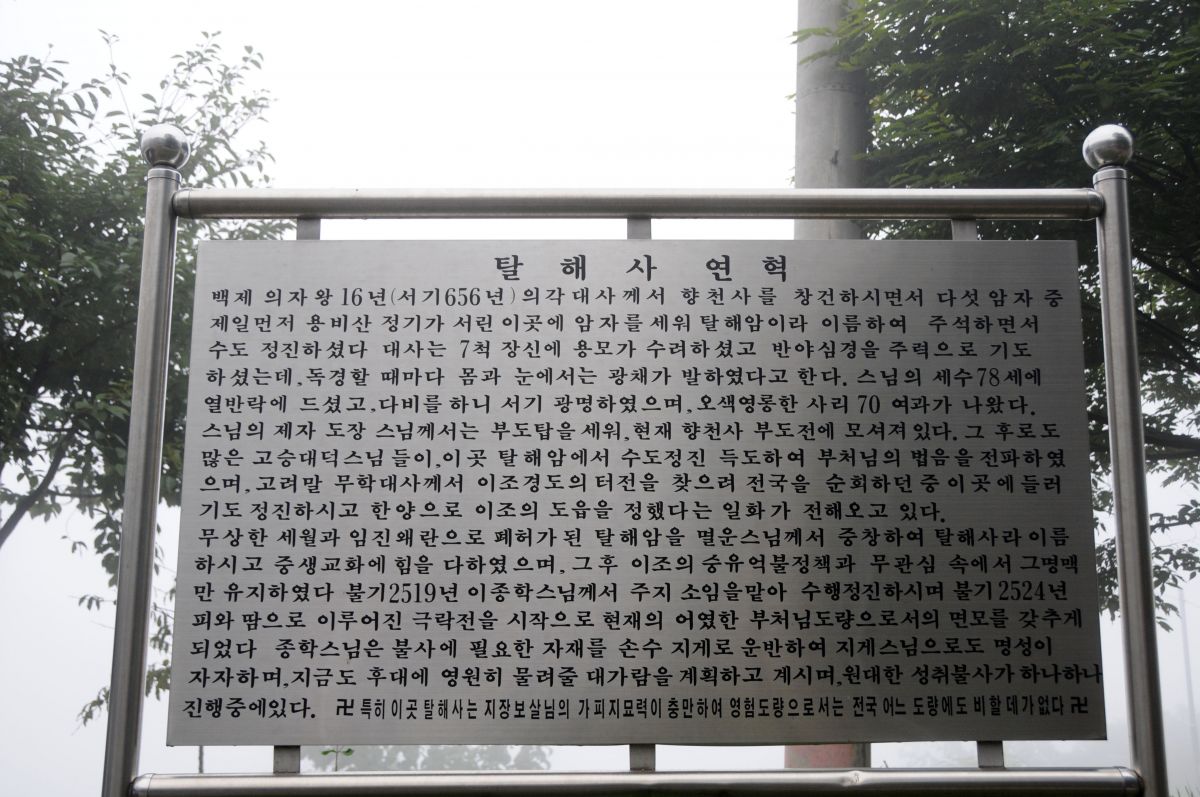 탈 해 사 연 혁
백제 의자왕 16년(서기656년)의각대사께서 향천사를 창건하시면서 다섯 암자 중
제일먼저 용비산 정기가 서린 이곳에 암자를 세워 탈해암이라 이름하여 주석하면서
수도 정진하셨다 대사는 7척 장신에 용모가 수려하셨고 반야심경을 주력으로 기도
하셨는데,독경할 때마다 몸과 눈에서는 광채가 발하였다고 한다. 스님의 세수78세에
열반락에 드셨고,다비를하니 서기 광명하였으며,오색영롱한 사리 70 여과가 나왔다.
스님의 제자 도장 스님께서는 부도탑을 세워,현재 향천사 부도전에 모셔져있다. 그 후로도
많은 고승대덕스님 들이,이곳 탈해암에서 수도정진 득도하여 부처님의 법음을 전파하였
으며,고려말 무학대사께서 이조경도의터전을 찾으려 전국을 순회하던중이곳에들러
기도 정진하시고 한양으로 이조의 도읍을 정했다는 일화가 전해오고 있다.
무상한 세월과 임진왜란으로 폐허가된 탈해암을 멸운스님께서 중창하여 탈해사라이름
하시고 중생교화에힘을 다하였으며,그후 이조의숭유억불정책과 무관심 속에서 그명맥
만 유지하였다 불기2519년 이종학스님께서 주지 소임을맡아 수행정진하시며 불기 2524년
피와 땀으로 이루어진 극락전을 시작으로 현재의 어엿한 부처님도량으로서의 면모를 갖추게
되었다 종학스님은 불사에 필요한 자재를 손수 지게로 운반하여 지게스님으로도 명성이
자자하며,지금도 후대에 영원히 물려줄 대가람을계획하고 계시며,원대한 성취불사가하나하나
진행중에있다. 卍특히 이곳 탈해사는 지장보살님의 가피지묘력이 충만하여 영험도량으로서는 전국 어느 도량에도 비할데가없다卍